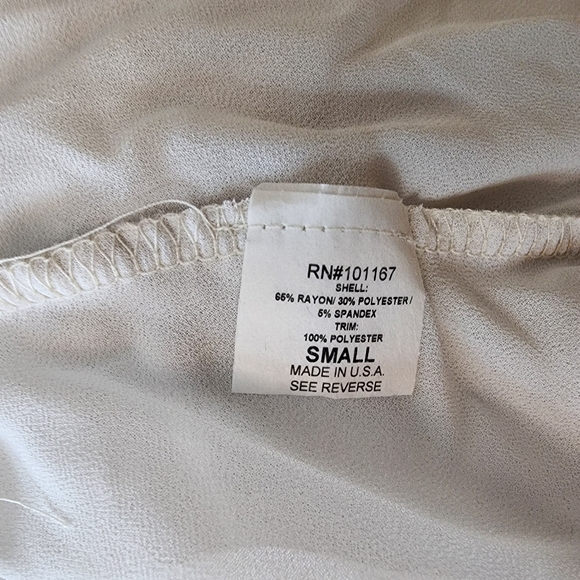 RN#101167
SHELL:
65% RAYON/ 30% POLYESTER/
5% SPANDEX
TRIM:
100% POLYESTER
SMALL
MADE IN U.S.A.
SEE REVERSE